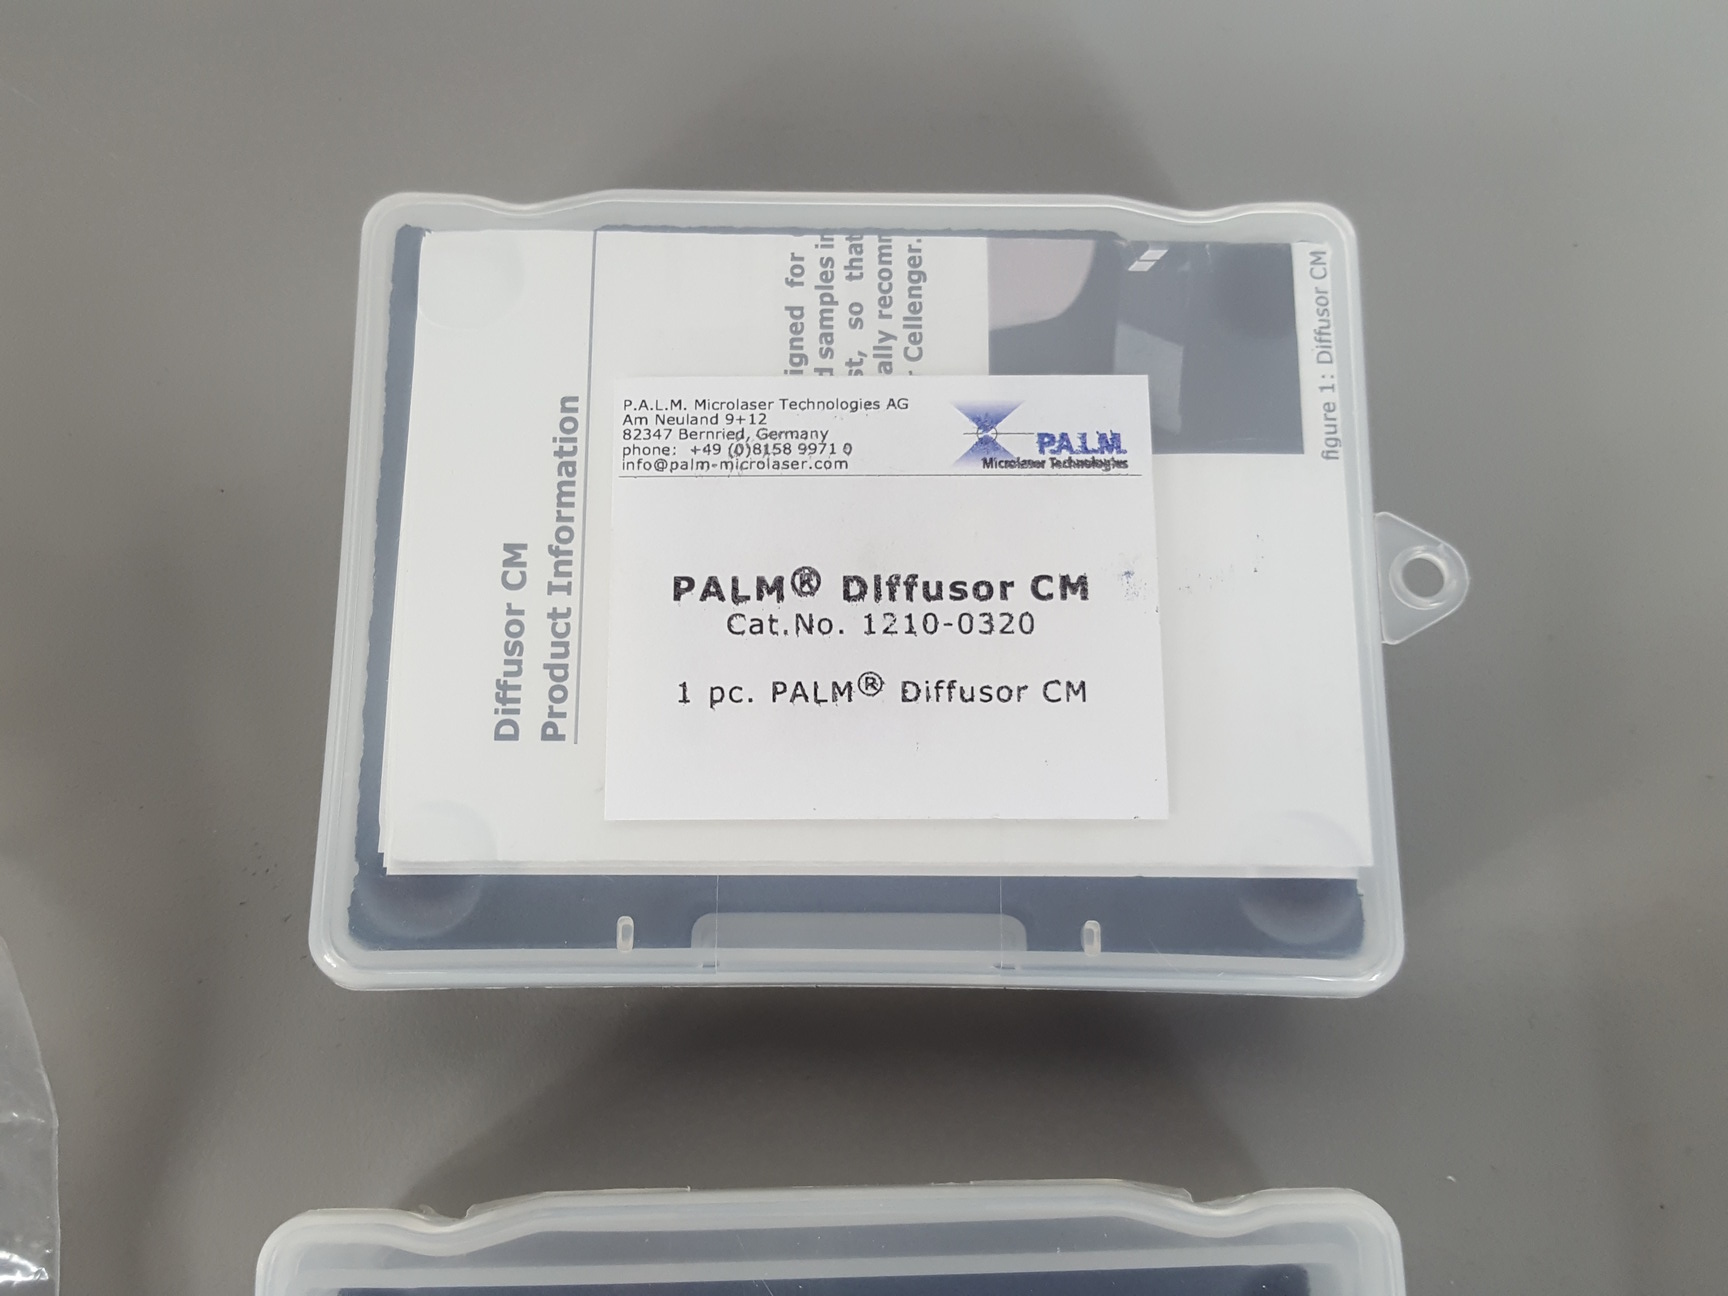 P.A.L.M. Microlaser Technologies AG
Am Neuland 9+12
82347 Bernried, Germany
phone: +49 (0)8158 9971 0
info@palm-microlaser.com
P.A.L.M.
Microlaser Technologies
PALM® Diffusor CM
Cat.No. 1210-0320
1 pc. PALM® Diffusor CM
Diffusor CM
Product Information
igned for
d samples in
st, so that
ally recomm
Cellenger.
figure 1: Diffusor CM